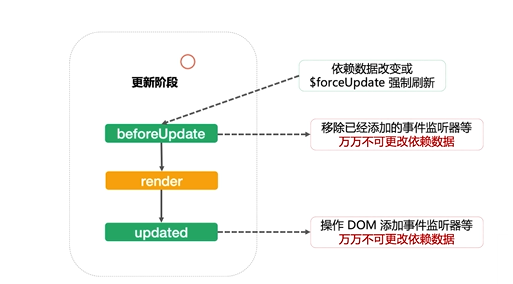 依赖数据改变或
$forceUpdate 强制刷新
更新阶段
beforeUpdate
移除已经添加的事件监听器等
万万不可更改依赖数据
render
updated
操作 DOM 添加事件监听器等
万万不可更改依赖数据